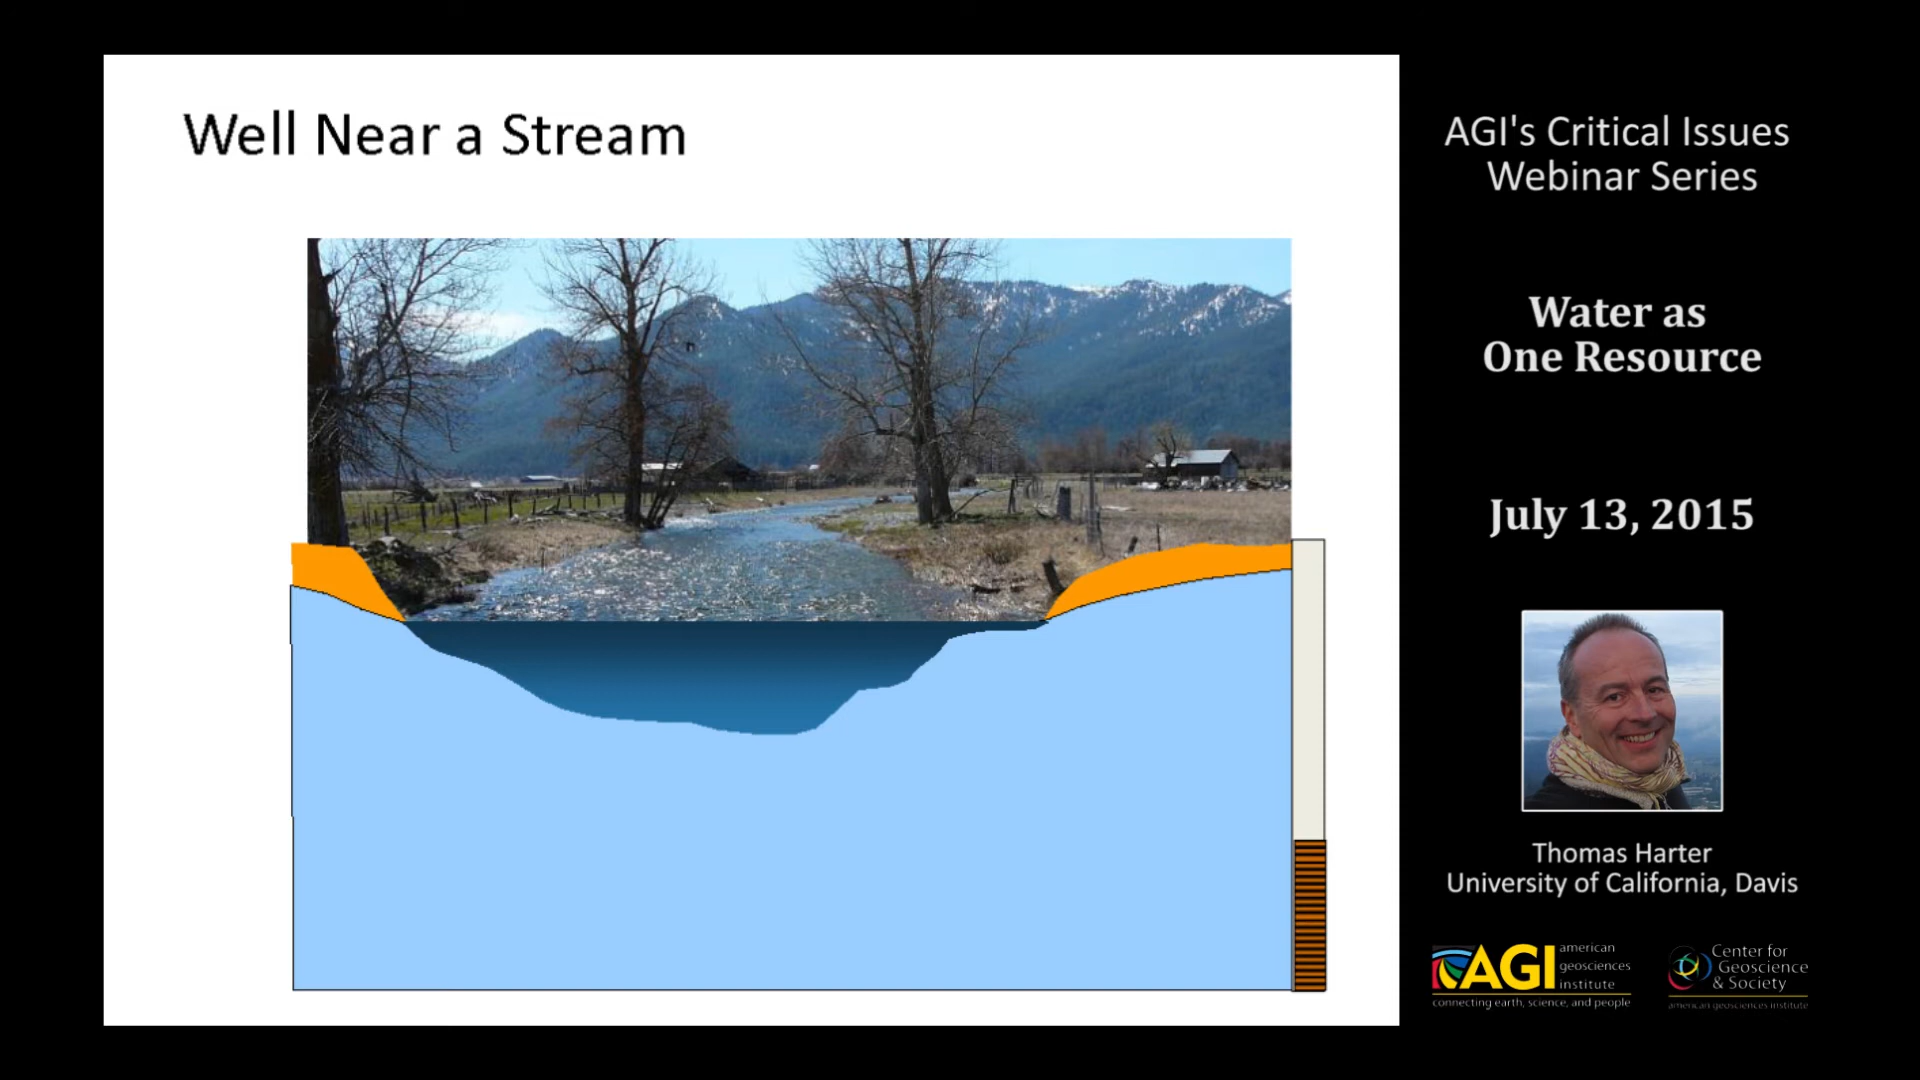 Well Near a Stream
AGI's Critical Issues
Webinar Series
Water as
One Resource
July 13, 2015
Thomas Harter
University of California, Davis
AGI
american
geosciences
institute
connecting earth, science, and people
Center for
Geoscience
& Society
american geosciences institute